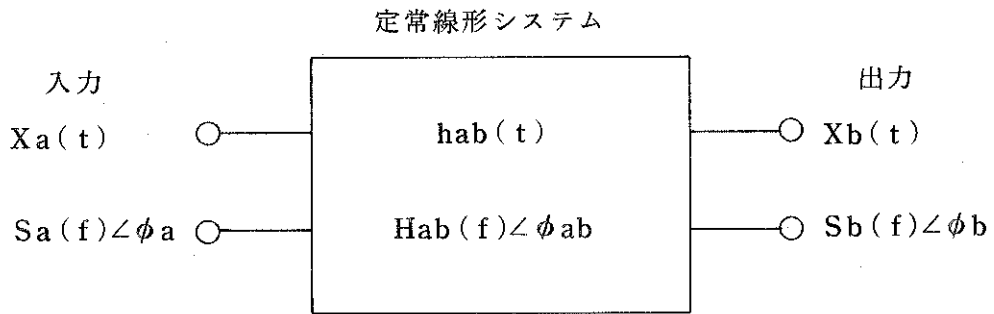 定常線形システム
入力
出力
Xa(t)
hab(t)
Xb(t)
Sa(f)∠φa
Hab(f)∠φab
Sb(f)∠φb